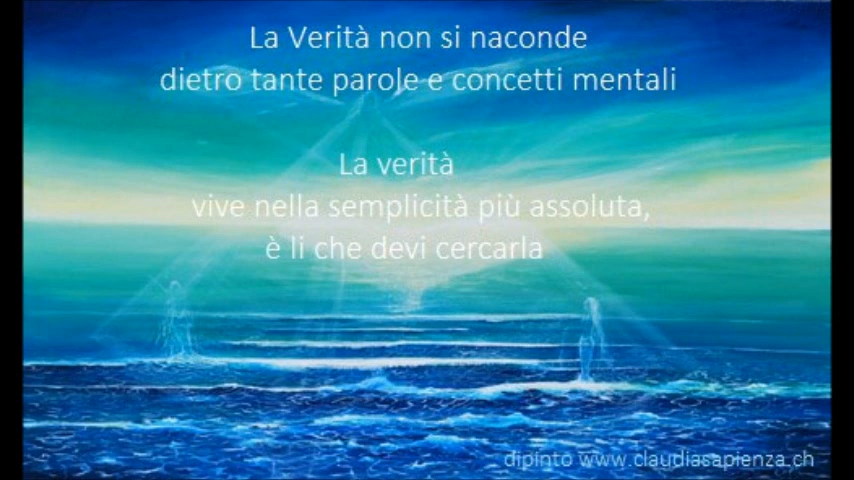 La Verità non si naconde
dietro tante parole e concetti mentali
La verità
vive nella semplicità più assoluta,
è li che devi cercarla
dipinto www.claudiasapienza.ch